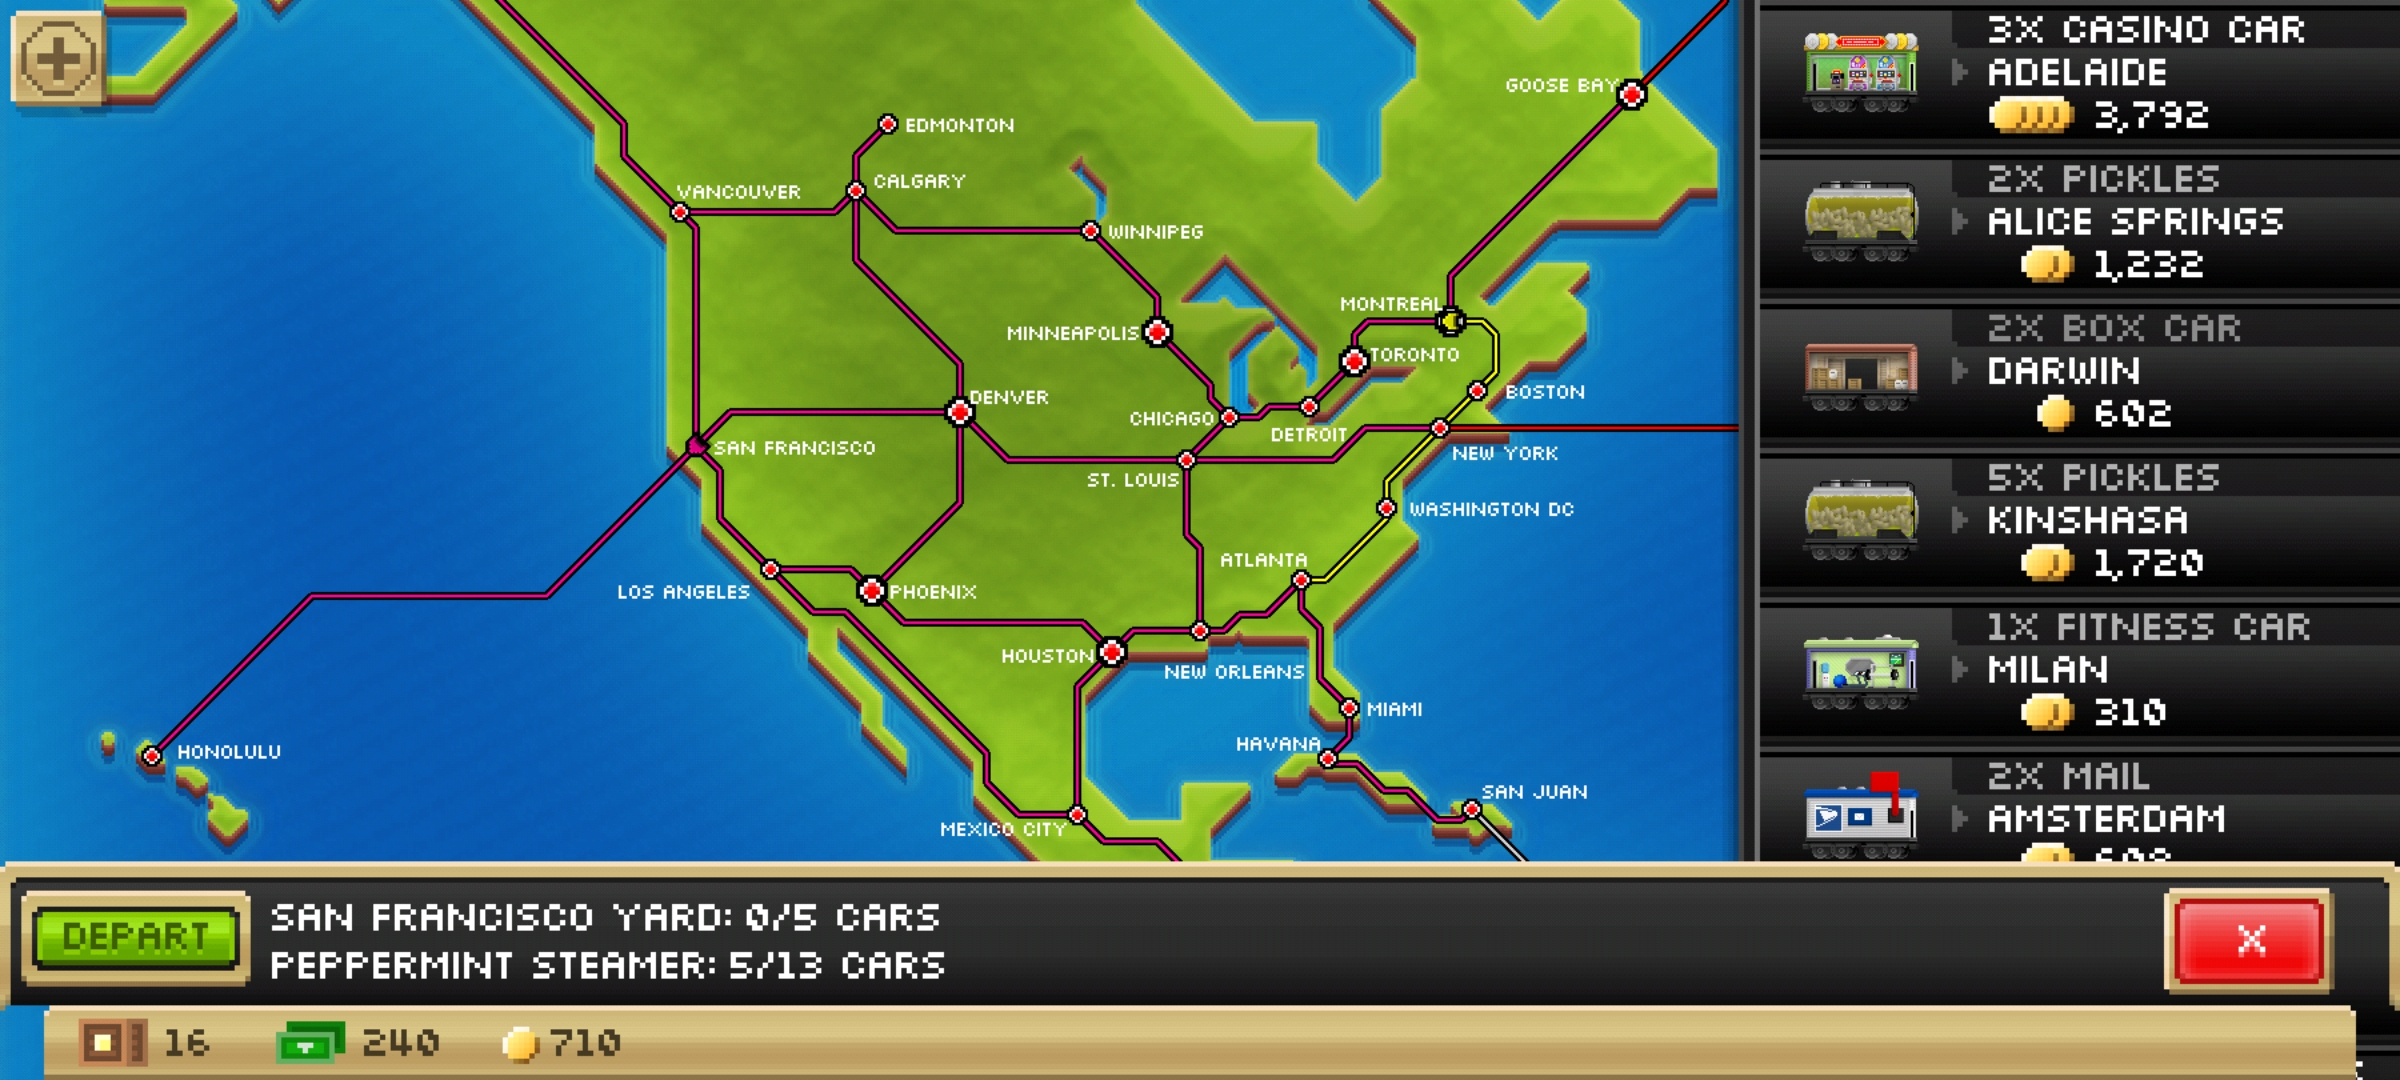 3X CASINO CAR
ADELAIDE
3,792
2X PICKLES
ALICE SPRINGS
1,232
2X BOX CAR
DARWIN
602
5X PICKLES
KINSHASA
1,720
1X FITNESS CAR
MILAN
310
2X MAIL
AMSTERDAM
GOOSE BAY
EDMONTON
CALGARY
VANCOUVER
WINNIPEG
MONTREAL
MINNEAPOLIS
TORONTO
BOSTON
DENVER
CHICAGO
DETROIT
SAN FRANCISCO
NEW YORK
ST. LOUIS
WASHINGTON DC
ATLANTA
LOS ANGELES
PHOENIX
HOUSTON
NEW ORLEANS
MIAMI
HAVANA
HONOLULU
SAN JUAN
MEXICO CITY
DEPART
SAN FRANCISCO YARD: 0/5 CARS
PEPPERMINT STEAMER: 5/13 CARS
X
16
240
710